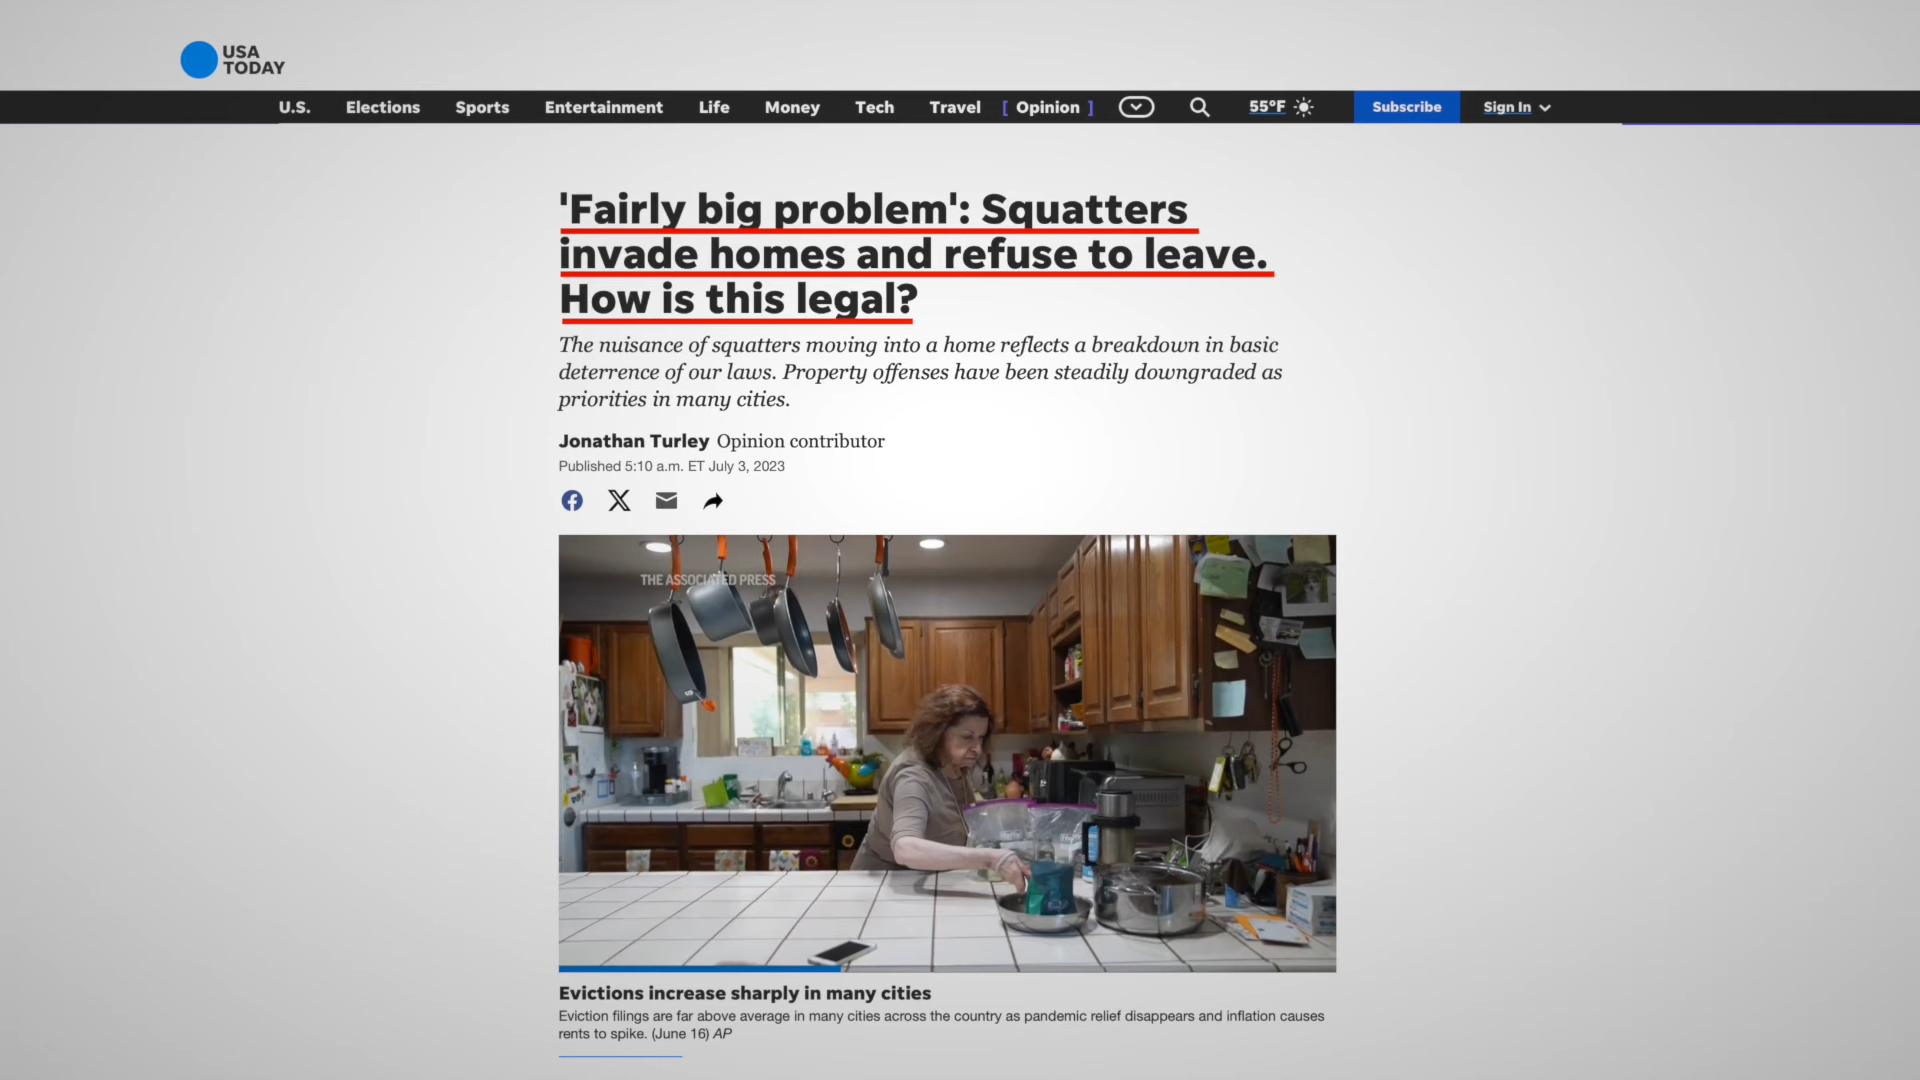 USA
TODAY
U.S. Elections Sports Entertainment Life Money Tech Travel [ Opinion ] 55°F Subscribe Sign In
'Fairly big problem': Squatters
invade homes and refuse to leave.
How is this legal?
The nuisance of squatters moving into a home reflects a breakdown in basic
deterrence of our laws. Property offenses have been steadily downgraded as
priorities in many cities.
Jonathan Turley Opinion contributor
Published 5:10 a.m. ET July 3, 2023
THE ASSOCIATED PRESS
Evictions increase sharply in many cities
Eviction filings are far above average in many cities across the country as pandemic relief disappears and inflation causes
rents to spike. (June 16) AP